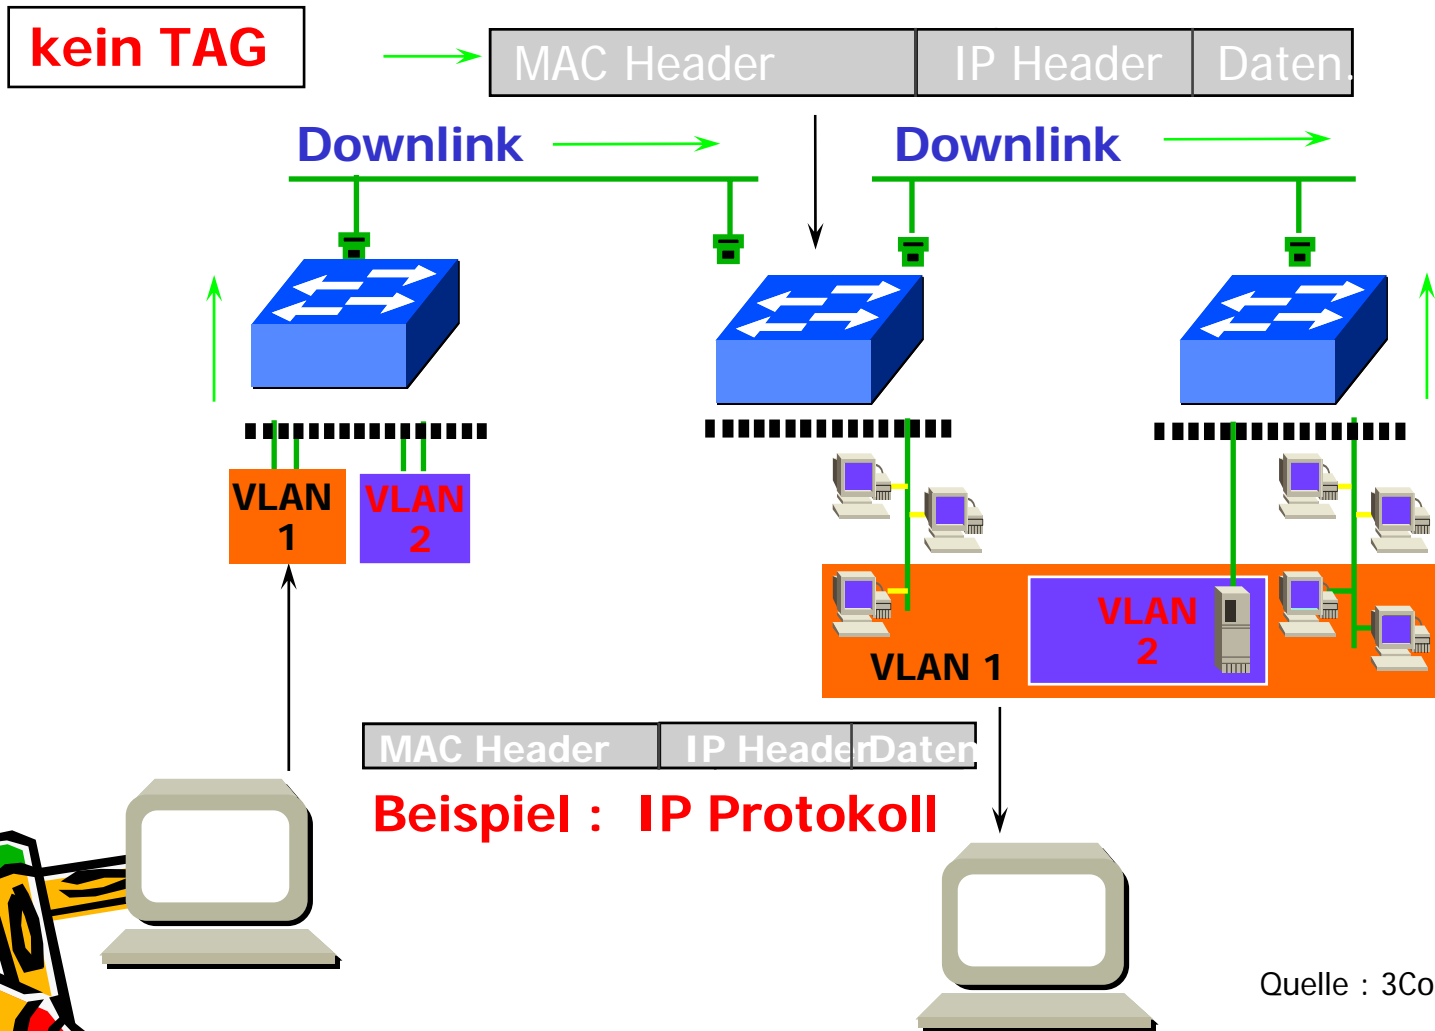 kein TAG
MAC Header IP Header Daten.
Downlink Downlink
VLAN
1
VLAN
2
VLAN
2
VLAN 1
MAC Header IP Header Daten
Beispiel : IP Protokoll
Quelle : 3Co